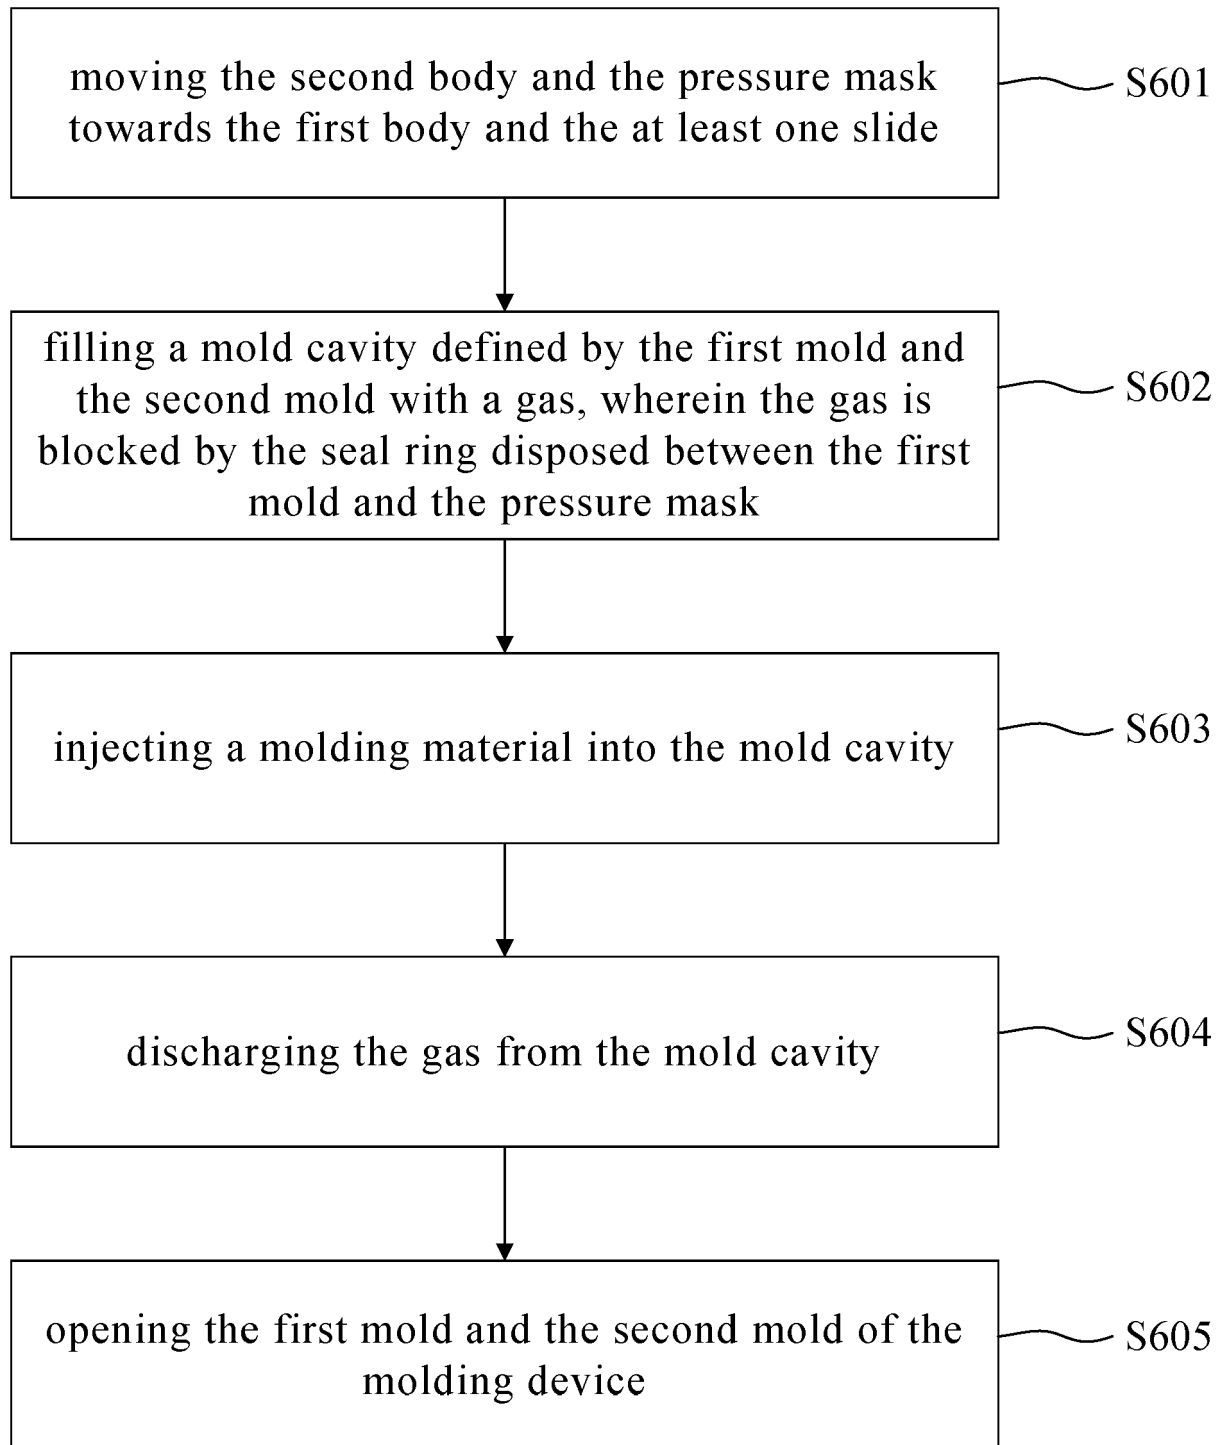 moving the second body and the pressure mask
towards the first body and the at least one slide
S601
filling a mold cavity defined by the first mold and
the second mold with a gas, wherein the gas is
blocked by the seal ring disposed between the first
mold and the pressure mask
S602
injecting a molding material into the mold cavity
S603
discharging the gas from the mold cavity
S604
opening the first mold and the second mold of the
molding device
S605